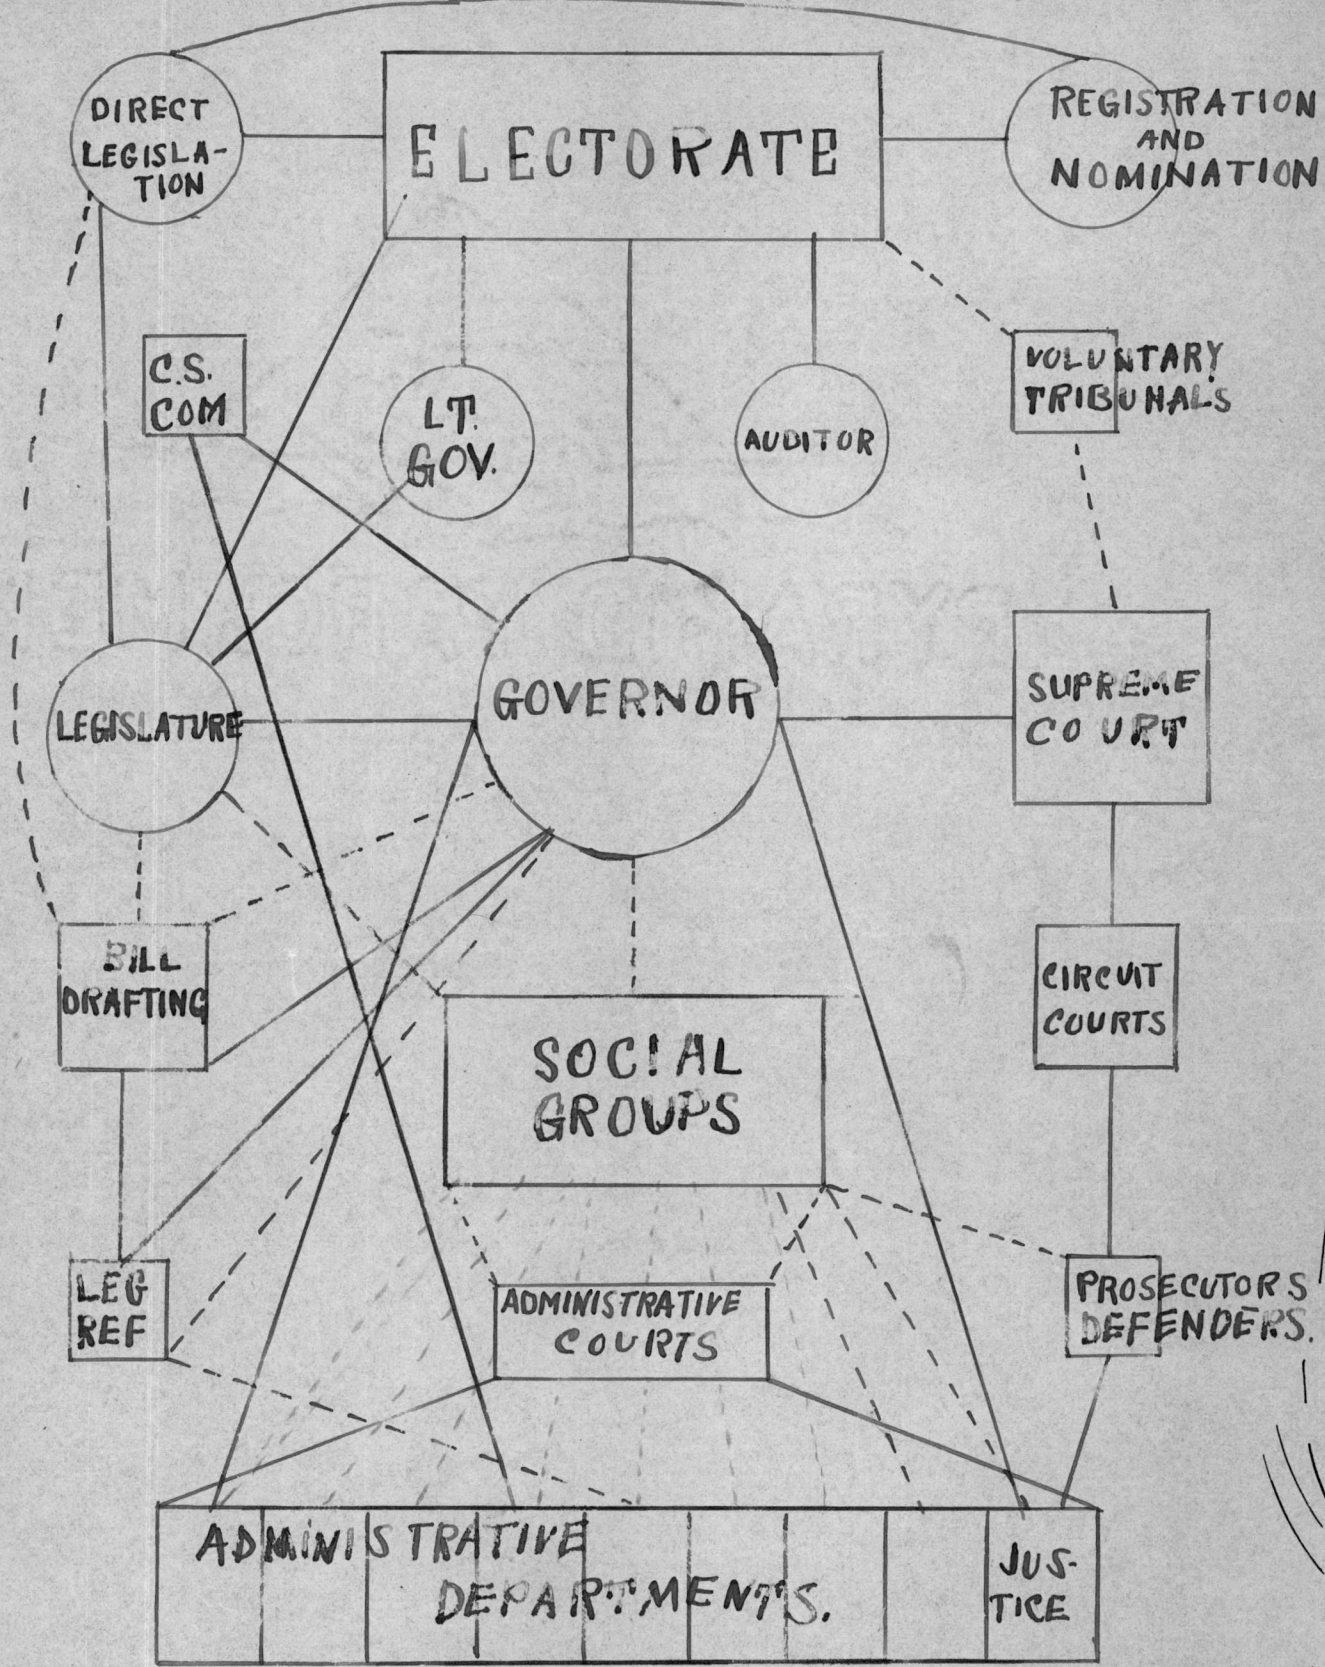 DIRECT
LEGISLA-
TION
ELECTORATE
REGISTRATION
AND
NOMINATION
C.S.
COM
LT.
GOV.
AUDITOR
VOLUNTARY
TRIBUNALS
LEGISLATURE
GOVERNOR
SUPREME
COURT
BILL
DRAFTING
SOCIAL
GROUPS
CIRCUIT
COURTS
LEG
REF
ADMINISTRATIVE
COURTS
PROSECUTORS
DEFENDERS.
ADMINISTRATIVE
DEPARTMENTS.
JUS-
TICE